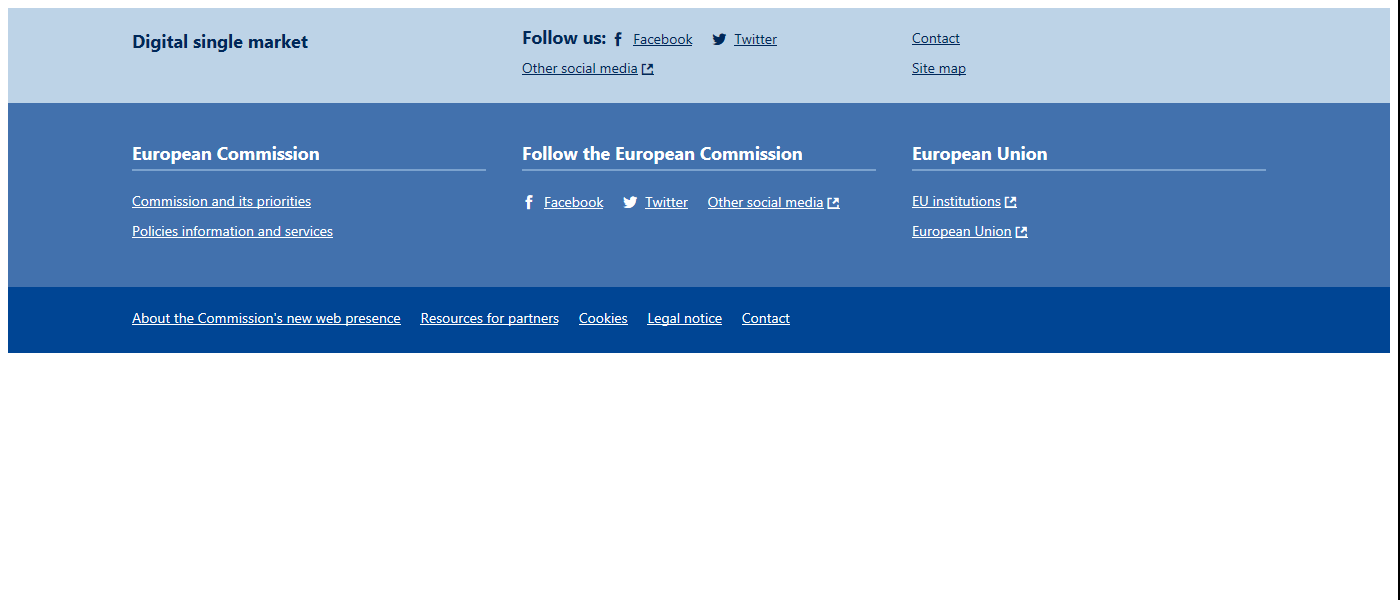 Digital single market
Follow us: Facebook Twitter
Other social media
Contact
Site map
European Commission
Commission and its priorities
Policies information and services
Follow the European Commission
Facebook Twitter Other social media
European Union
EU institutions
European Union
About the Commission's new web presence Resources for partners Cookies Legal notice Contact